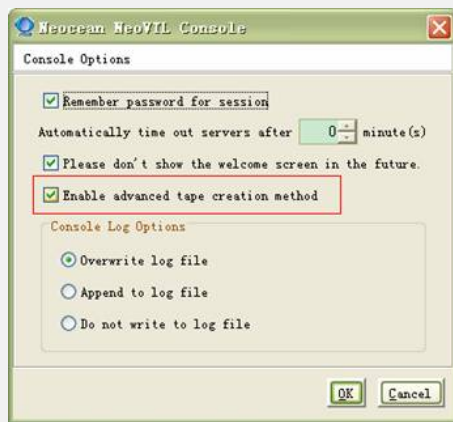 Neocean NeoVTL Console
Console Options
Remember password for session
Automatically time out servers after 0 minute(s)
Please don't show the welcome screen in the future.
Enable advanced tape creation method
Console Log Options
Overwrite log file
Append to log file
Do not write to log file
OK Cancel